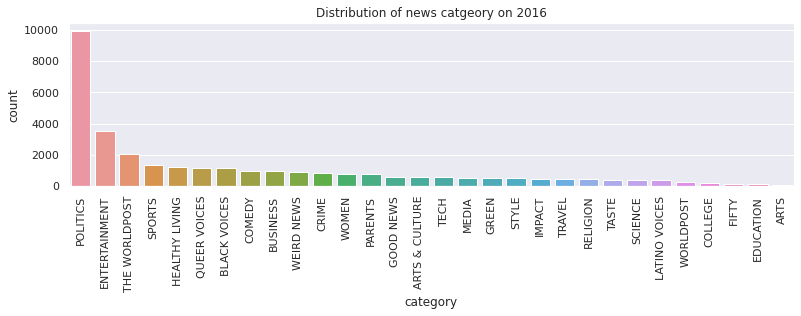 Distribution of news catgeory on 2016
count
10000
8000
6000
4000
2000
0
POLITICS
ENTERTAINMENT
THE WORLDPOST
SPORTS
HEALTHY LIVING
QUEER VOICES
BLACK VOICES
COMEDY
BUSINESS
WEIRD NEWS
CRIME
WOMEN
PARENTS
GOOD NEWS
ARTS & CULTURE
TECH
MEDIA
GREEN
STYLE
IMPACT
TRAVEL
RELIGION
TASTE
SCIENCE
LATINO VOICES
WORLDPOST
COLLEGE
FIFTY
EDUCATION
ARTS
category